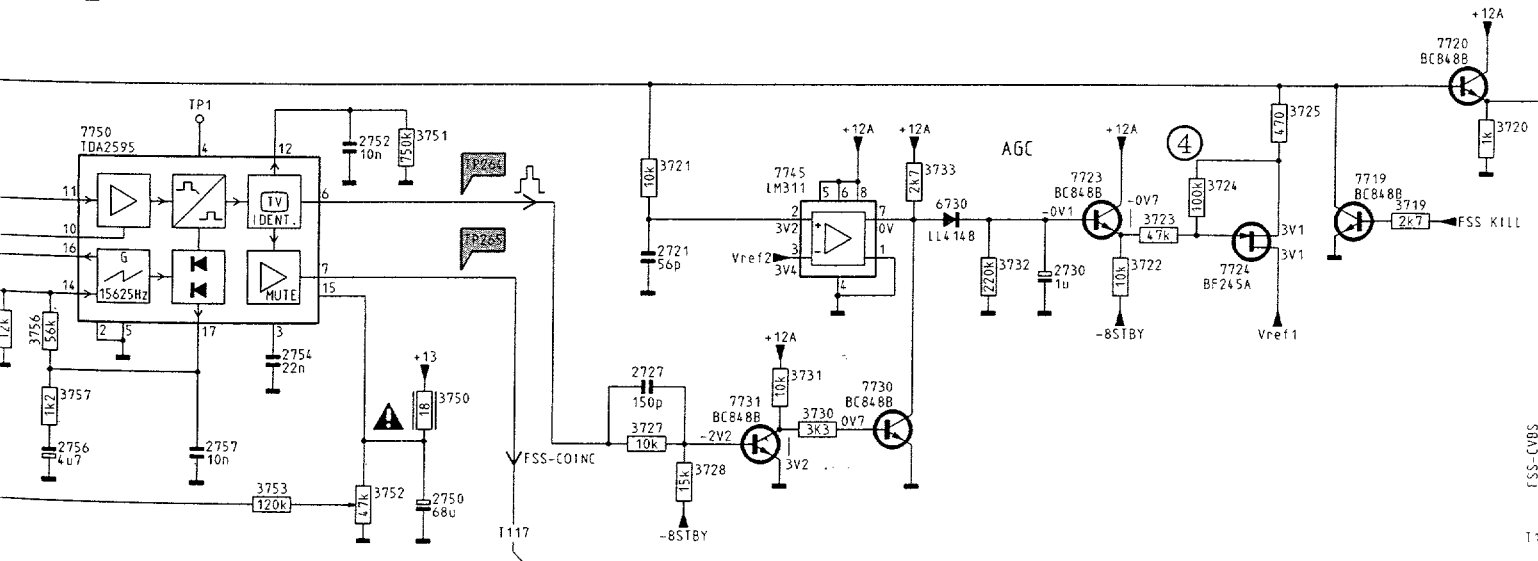 +12A
7720
BC848B
3720
1k
TP1
7750
TDA2595
4
12
2752
10n
750k
3751
TP264
6
11
10
16
14
TV
IDENT.
G
15625Hz
MUTE
7
15
2
5
17
3
12k
3756
56k
2754
22n
TP265
3721
10k
2721
56p
+12A
+12A
7745
LM311
5
6
8
2
3V2
+
-
3
3V4
Vref2
7
0V
1
4
3733
2k7
AGC
6730
LL4148
3732
220k
2730
1u
+12A
7723
BC848B
-0V1
-0V7
3723
47k
3722
10k
-8STBY
4
3724
100k
3725
470
3V1
3V1
7724
BF245A
Vref1
7719
BC848B
3719
2k7
FSS KILL
3757
1k2
2756
4u7
2757
10n
+13
18
3750
3753
120k
3752
47k
2750
68u
FSS-COINC
T117
2727
150p
3727
10k
3728
15k
-8STBY
-2V2
7731
BC848B
+12A
3731
10k
3730
3K3
3V2
0V7
7730
BC848B
FSS-CVBS